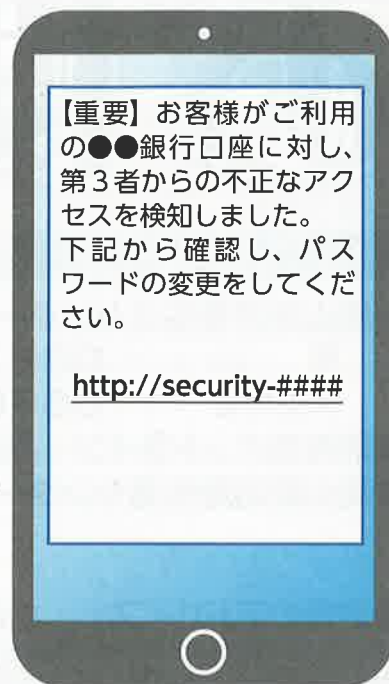 【重要】お客様がご利用
の●●銀行口座に対し、
第3者からの不正なアク
セスを検知しました。
下記から確認し、パス
ワードの変更をしてくだ
さい。
http://security-####